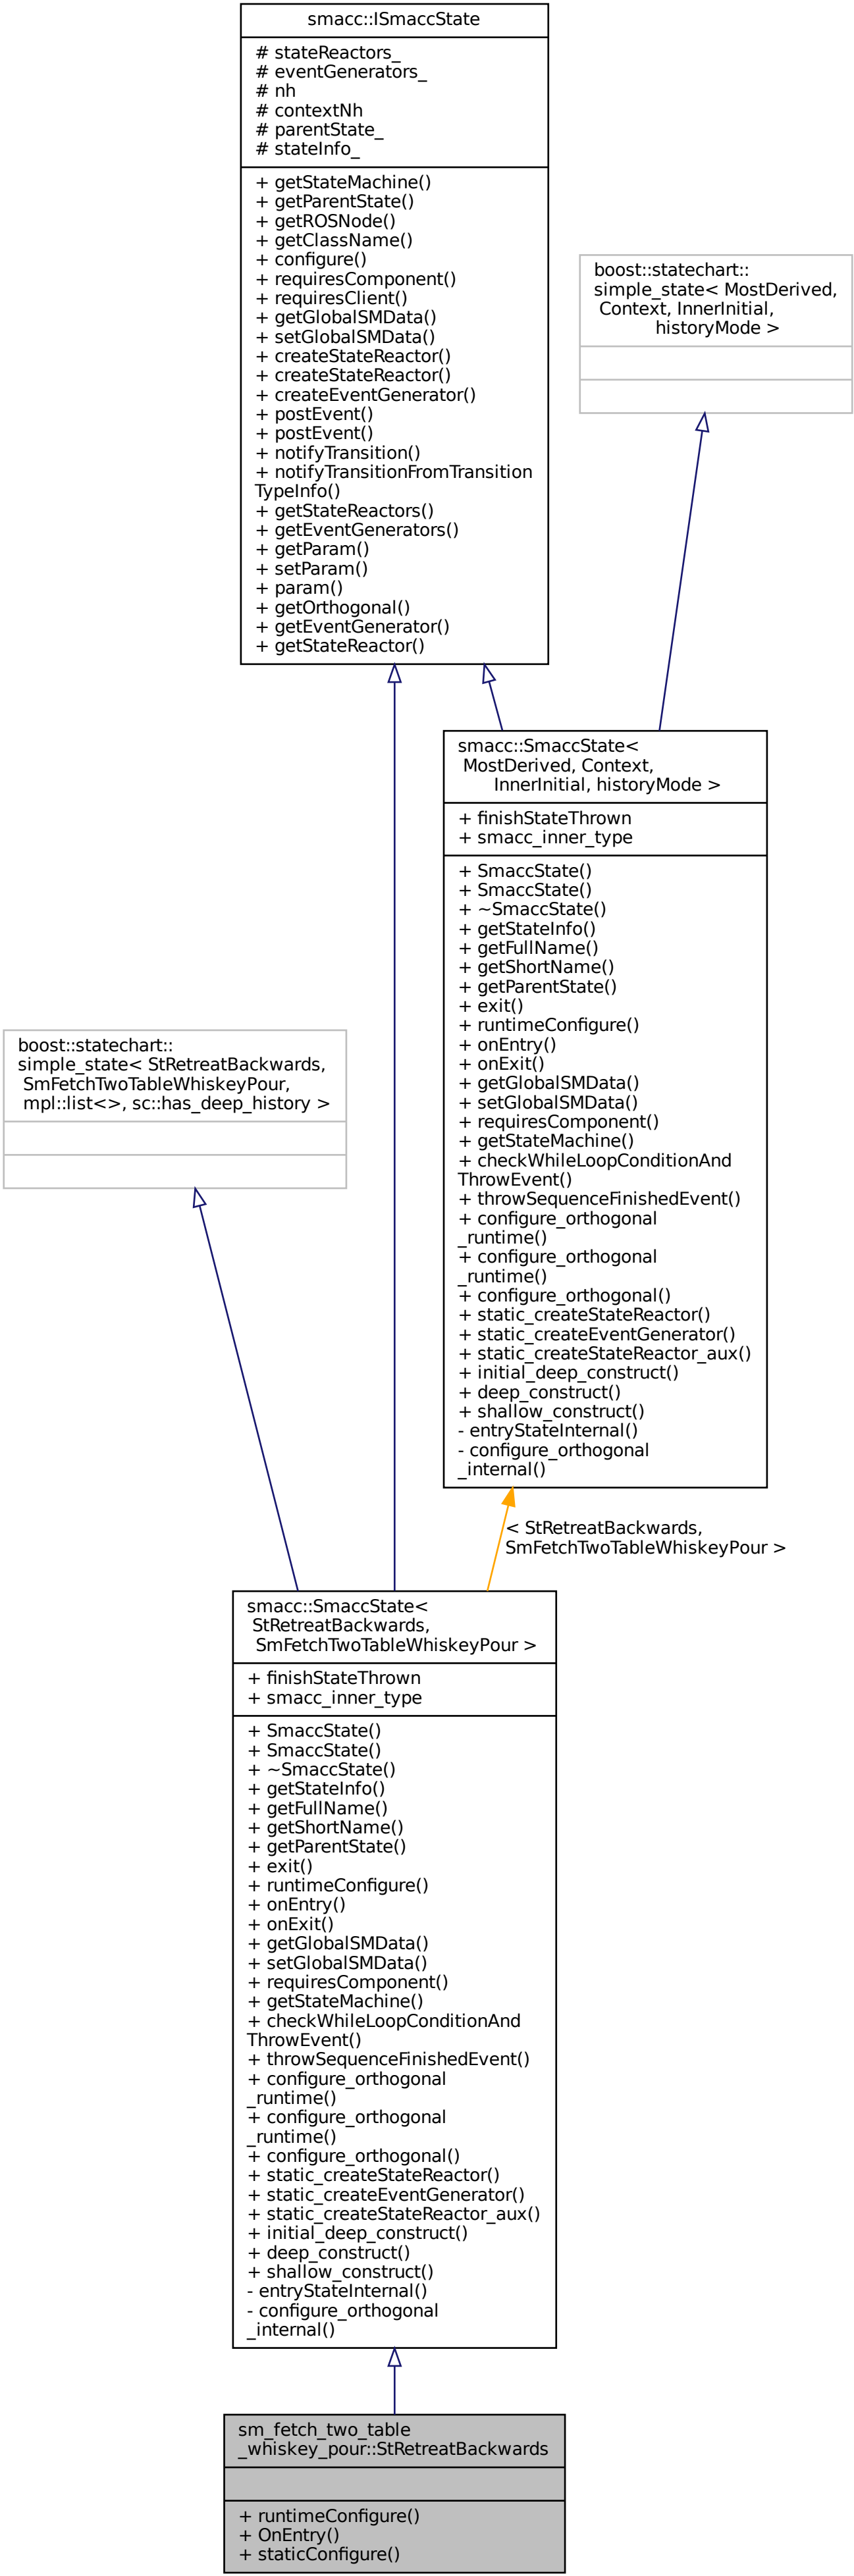 smacc::ISmaccState
# stateReactors_
# eventGenerators_
# nh
# contextNh
# parentState_
# stateInfo_
+ getStateMachine()
+ getParentState()
+ getROSNode()
+ getClassName()
+ configure()
+ requiresComponent()
+ requiresClient()
+ getGlobalSMData()
+ setGlobalSMData()
+ createStateReactor()
+ createStateReactor()
+ createEventGenerator()
+ postEvent()
+ postEvent()
+ notifyTransition()
+ notifyTransitionFromTransition
TypeInfo()
+ getStateReactors()
+ getEventGenerators()
+ getParam()
+ setParam()
+ param()
+ getOrthogonal()
+ getEventGenerator()
+ getStateReactor()
boost::statechart::
simple_state< MostDerived,
Context, InnerInitial,
historyMode >
smacc::SmaccState<
MostDerived, Context,
InnerInitial, historyMode >
+ finishStateThrown
+ smacc_inner_type
+ SmaccState()
+ SmaccState()
+ ~SmaccState()
+ getStateInfo()
+ getFullName()
+ getShortName()
+ getParentState()
+ exit()
+ runtimeConfigure()
+ onEntry()
+ onExit()
+ getGlobalSMData()
+ setGlobalSMData()
+ requiresComponent()
+ getStateMachine()
+ checkWhileLoopConditionAnd
ThrowEvent()
+ throwSequenceFinishedEvent()
+ configure_orthogonal
_runtime()
+ configure_orthogonal
_runtime()
+ configure_orthogonal()
+ static_createStateReactor()
+ static_createEventGenerator()
+ static_createStateReactor_aux()
+ initial_deep_construct()
+ deep_construct()
+ shallow_construct()
- entryStateInternal()
- configure_orthogonal
_internal()
boost::statechart::
simple_state< StRetreatBackwards,
SmFetchTwoTableWhiskeyPour,
mpl::list<>, sc::has_deep_history >
< StRetreatBackwards,
SmFetchTwoTableWhiskeyPour >
smacc::SmaccState<
StRetreatBackwards,
SmFetchTwoTableWhiskeyPour >
+ finishStateThrown
+ smacc_inner_type
+ SmaccState()
+ SmaccState()
+ ~SmaccState()
+ getStateInfo()
+ getFullName()
+ getShortName()
+ getParentState()
+ exit()
+ runtimeConfigure()
+ onEntry()
+ onExit()
+ getGlobalSMData()
+ setGlobalSMData()
+ requiresComponent()
+ getStateMachine()
+ checkWhileLoopConditionAnd
ThrowEvent()
+ throwSequenceFinishedEvent()
+ configure_orthogonal
_runtime()
+ configure_orthogonal
_runtime()
+ configure_orthogonal()
+ static_createStateReactor()
+ static_createEventGenerator()
+ static_createStateReactor_aux()
+ initial_deep_construct()
+ deep_construct()
+ shallow_construct()
- entryStateInternal()
- configure_orthogonal
_internal()
sm_fetch_two_table
_whiskey_pour::StRetreatBackwards
+ runtimeConfigure()
+ OnEntry()
+ staticConfigure()